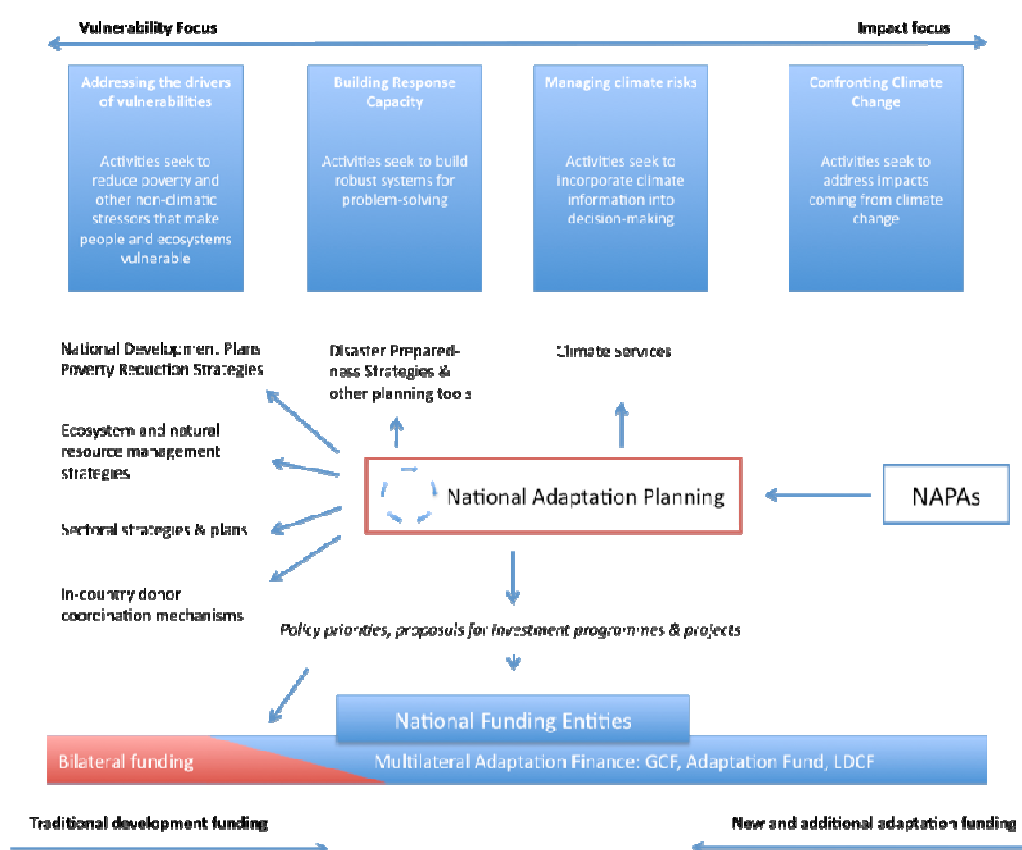 Vulnerability Focus
Impact focus
Addressing the drivers
of vulnerabilities
Activities seek to
reduce poverty and
other non-climatic
stressors that make
people and ecosystems
vulnerable
Building Response
Capacity
Activities seek to build
robust systems for
problem-solving
Managing climate risks
Activities seek to
incorporate climate
information into
decision-making
Confronting Climate
Change
Activities seek to
address impacts
coming from climate
change
National Development Plans
Poverty Reduction Strategies
Disaster Prepared-
ness Strategies &
other planning tools
Climate Services
Ecosystem and natural
resource management
strategies
Sectoral strategies & plans
In-country donor
coordination mechanisms
National Adaptation Planning
NAPAs
Policy priorities, proposals for investment programmes & projects
National Funding Entities
Bilateral funding
Multilateral Adaptation Finance: GCF, Adaptation Fund, LDCF
Traditional development funding
New and additional adaptation funding